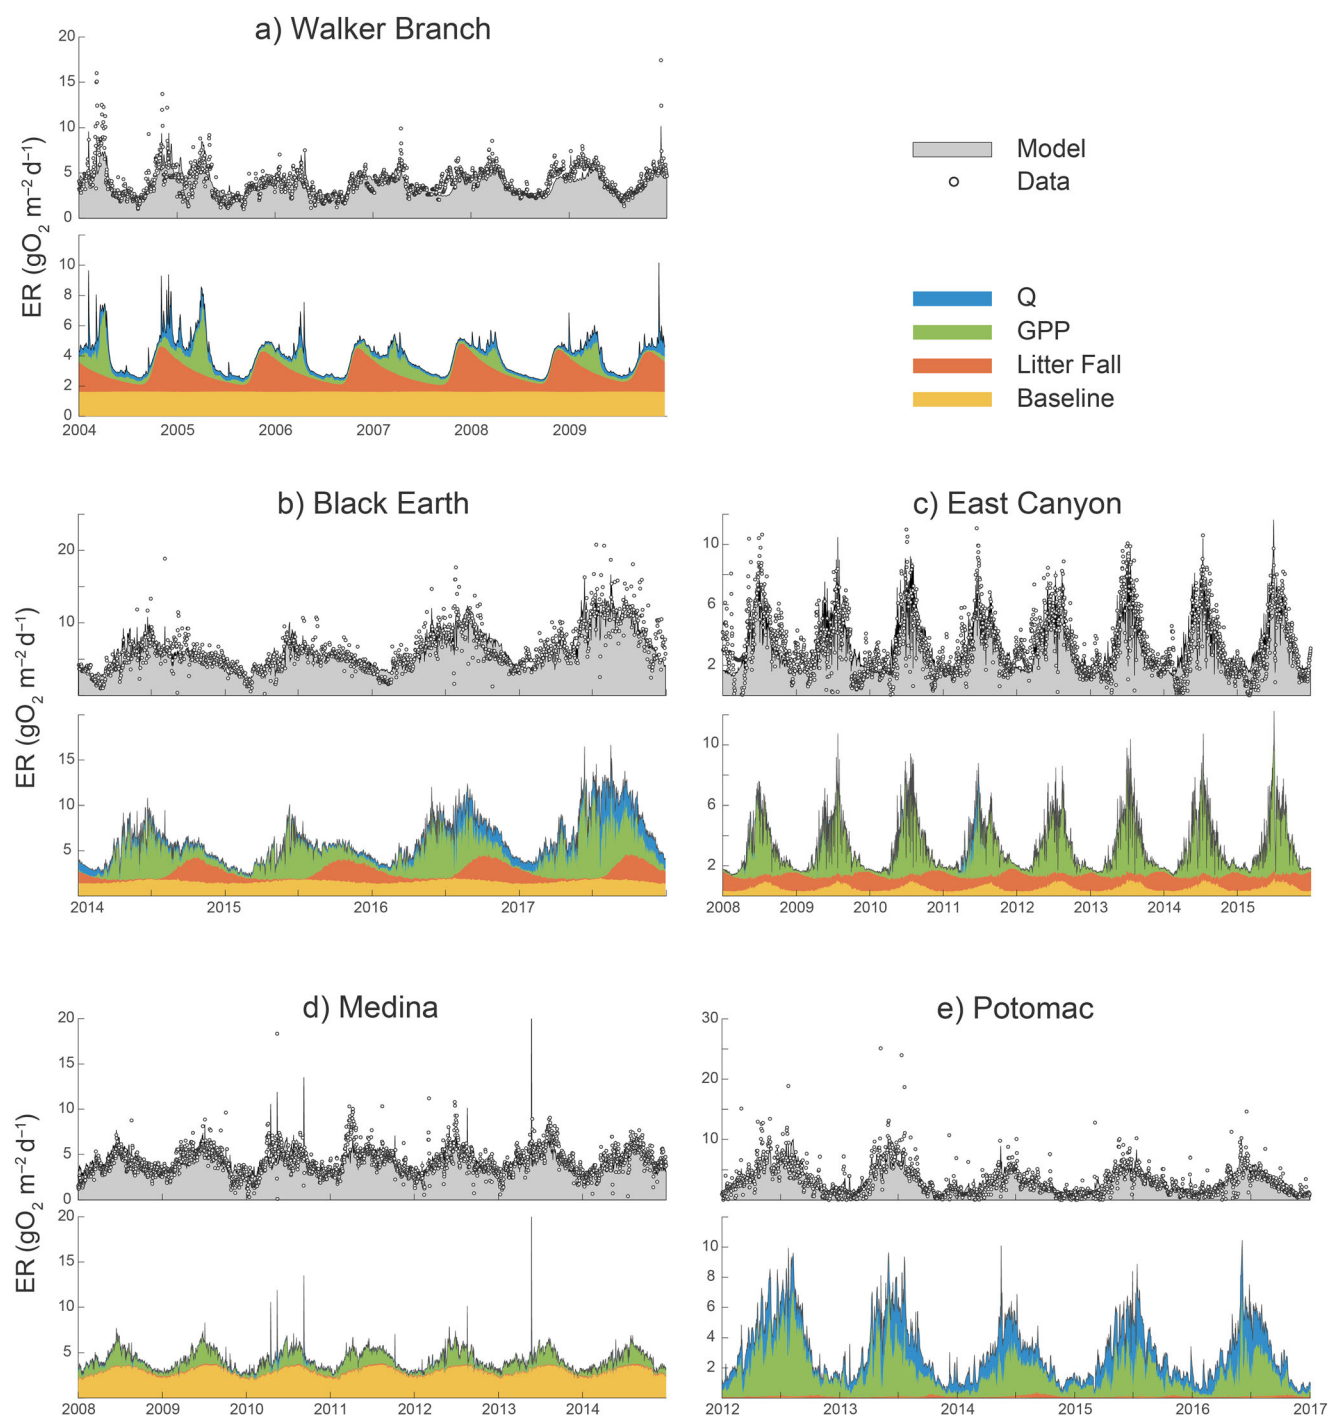 a) Walker Branch
20
15
10
5
0
ER (gO2 m−2 d−1)
10
8
6
4
2
0
2004 2005 2006 2007 2008 2009
Model
Data
Q
GPP
Litter Fall
Baseline
b) Black Earth
20
10
ER (gO2 m−2 d−1)
15
10
5
2014 2015 2016 2017
c) East Canyon
10
6
2
10
6
2
2008 2009 2010 2011 2012 2013 2014 2015
d) Medina
20
15
10
5
0
ER (gO2 m−2 d−1)
20
15
10
5
2008 2009 2010 2011 2012 2013 2014
e) Potomac
30
20
10
10
8
6
4
2
2012 2013 2014 2015 2016 2017